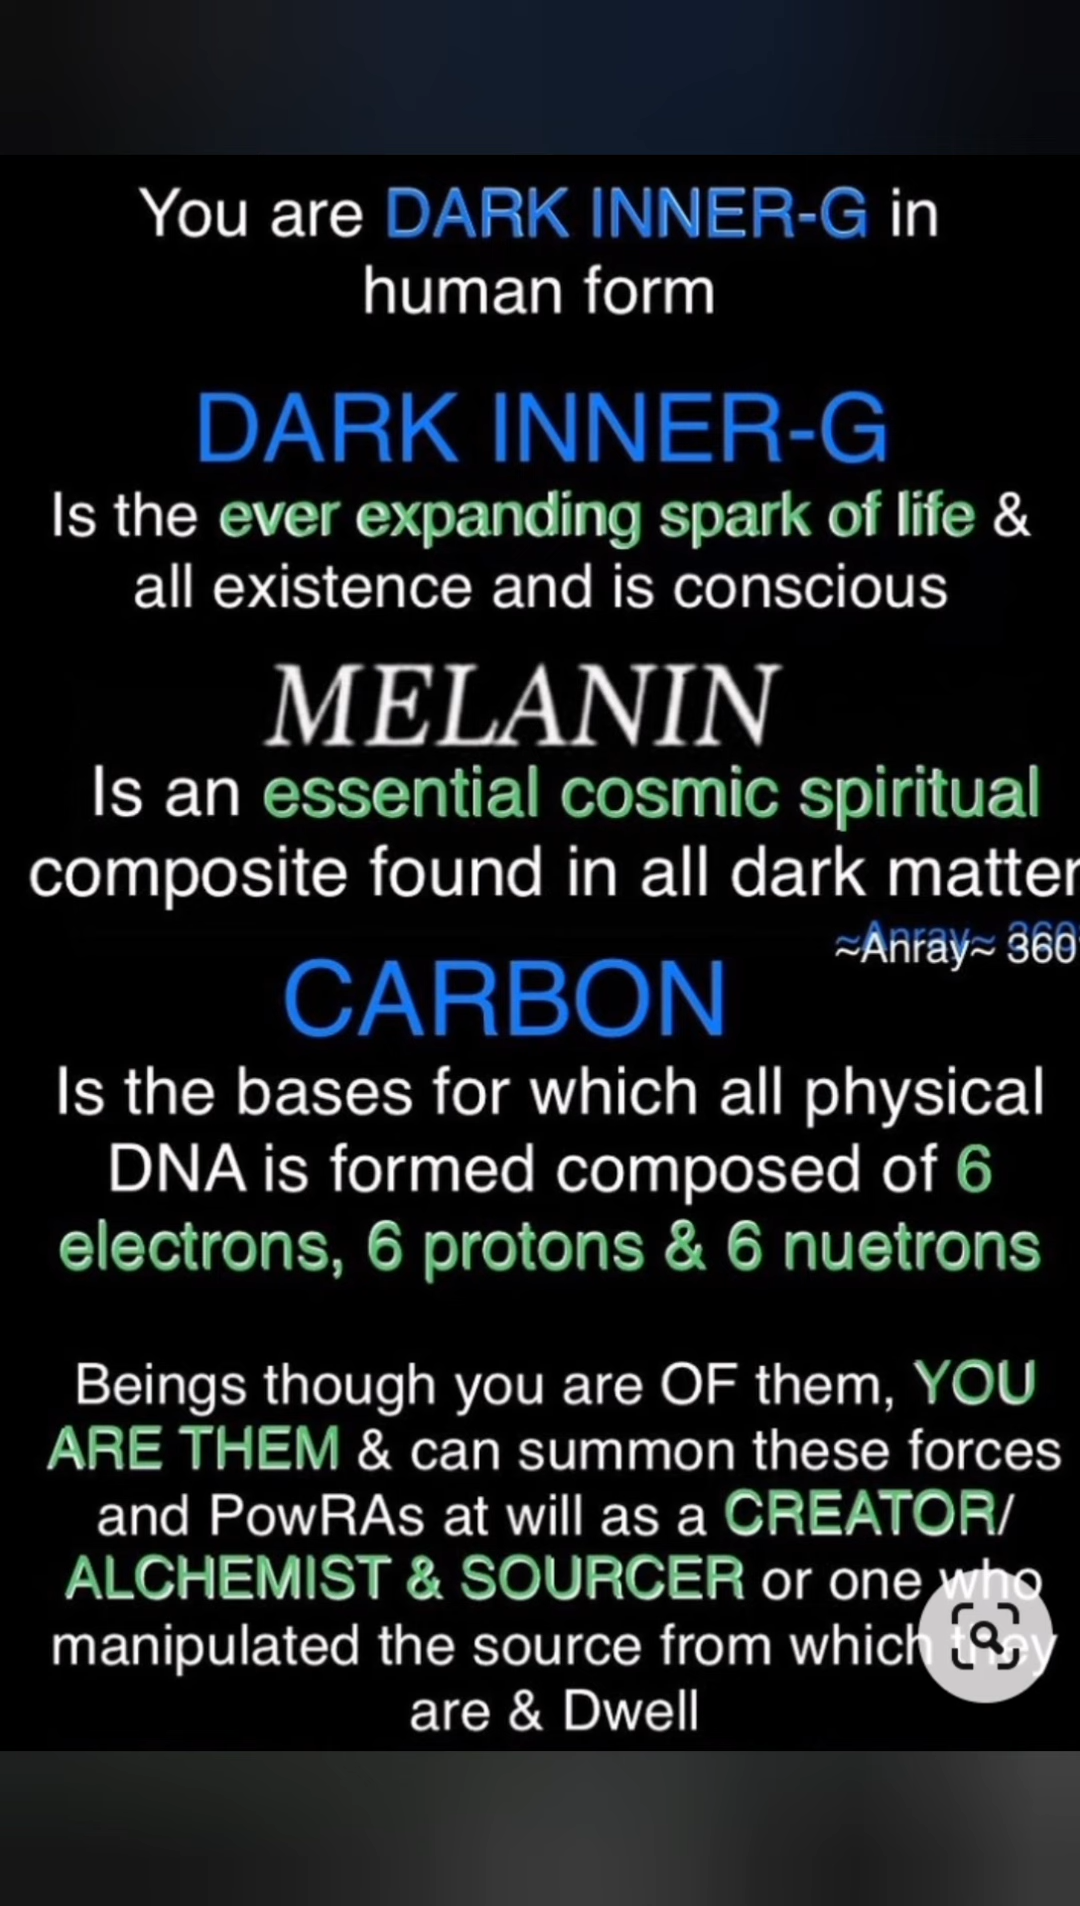 You are DARK INNER-G in
human form
DARK INNER-G
Is the ever expanding spark of life &
all existence and is conscious
MELANIN
Is an essential cosmic spiritual
composite found in all dark matter
~Anray~ 360
CARBON
Is the bases for which all physical
DNA is formed composed of 6
electrons, 6 protons & 6 nuetrons
Beings though you are OF them, YOU
ARE THEM & can summon these forces
and PowRAs at will as a CREATOR/
ALCHEMIST & SOURCER or one who
manipulated the source from which they
are & Dwell